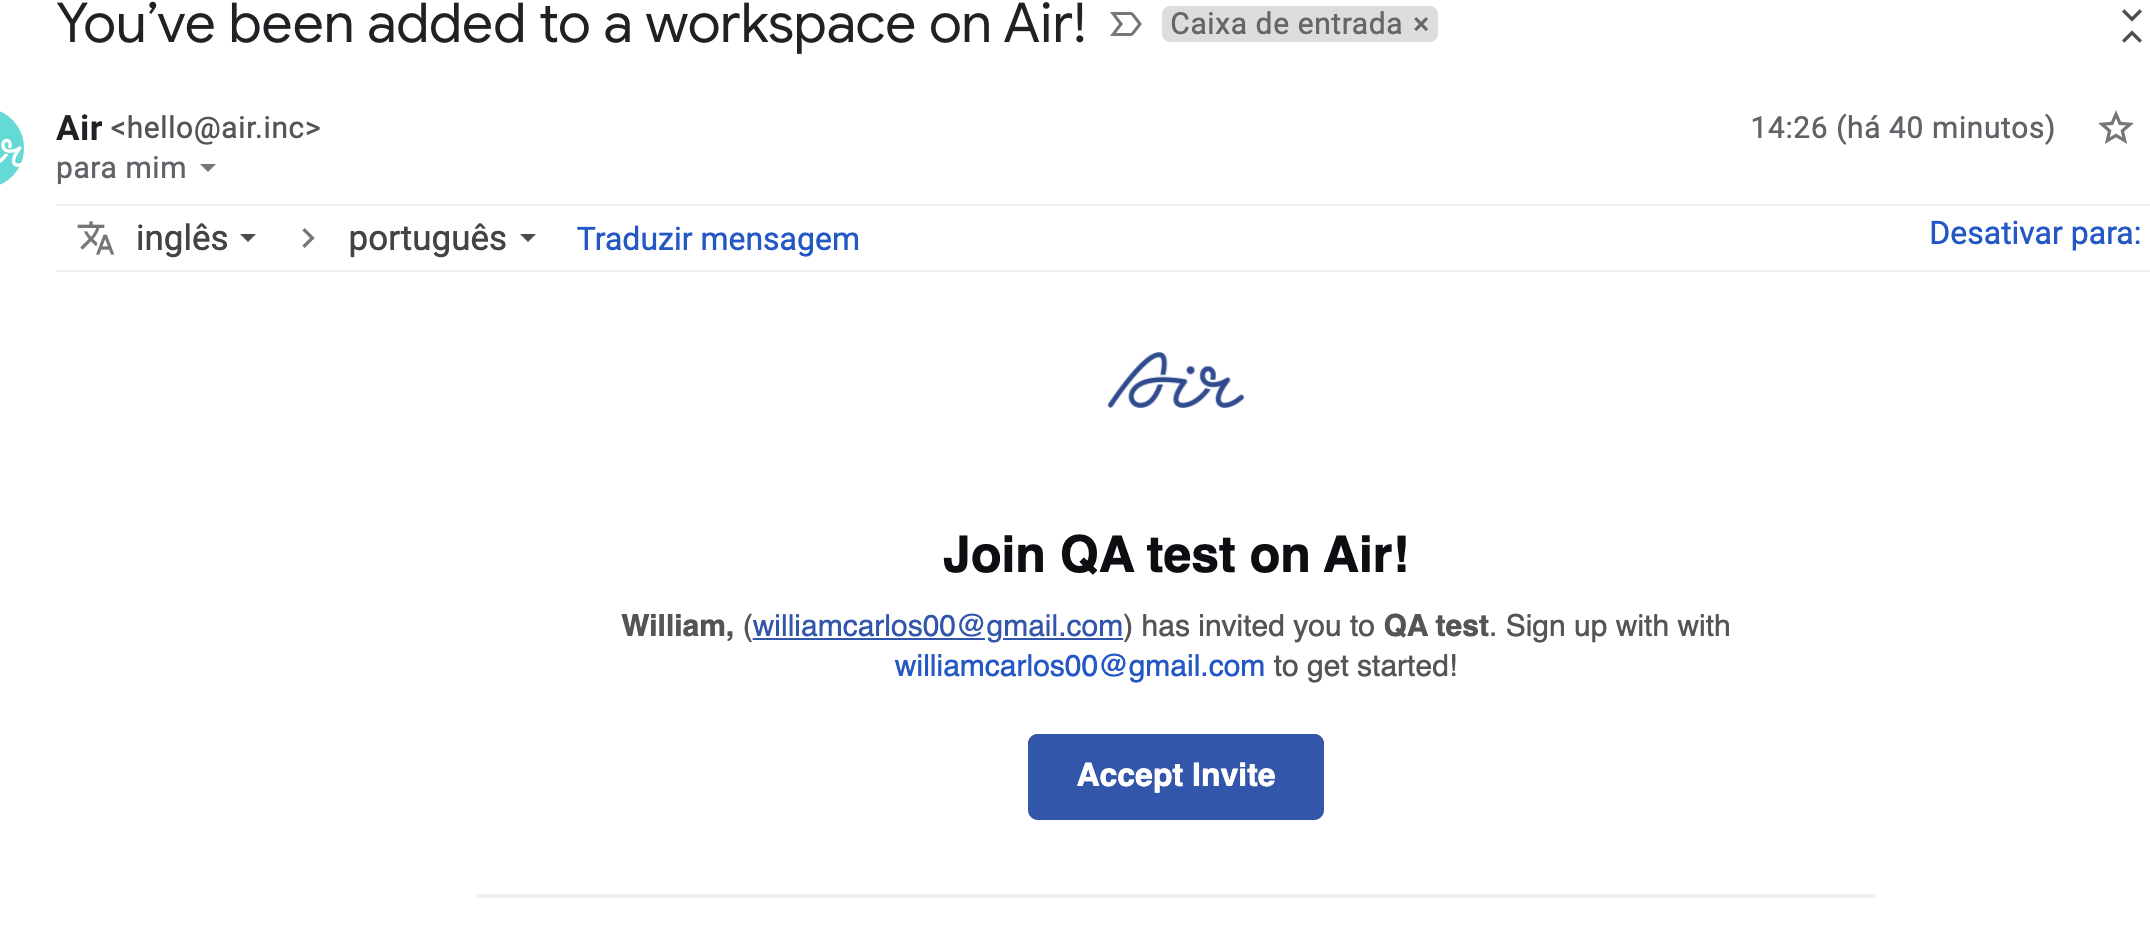 You’ve been added to a workspace on Air! Caixa de entrada ×
Air <hello@air.inc> 14:26 (há 40 minutos)
para mim
inglês > português Traduzir mensagem Desativar para:
Air
Join QA test on Air!
William, (williamcarlos00@gmail.com) has invited you to QA test. Sign up with with
williamcarlos00@gmail.com to get started!
Accept Invite